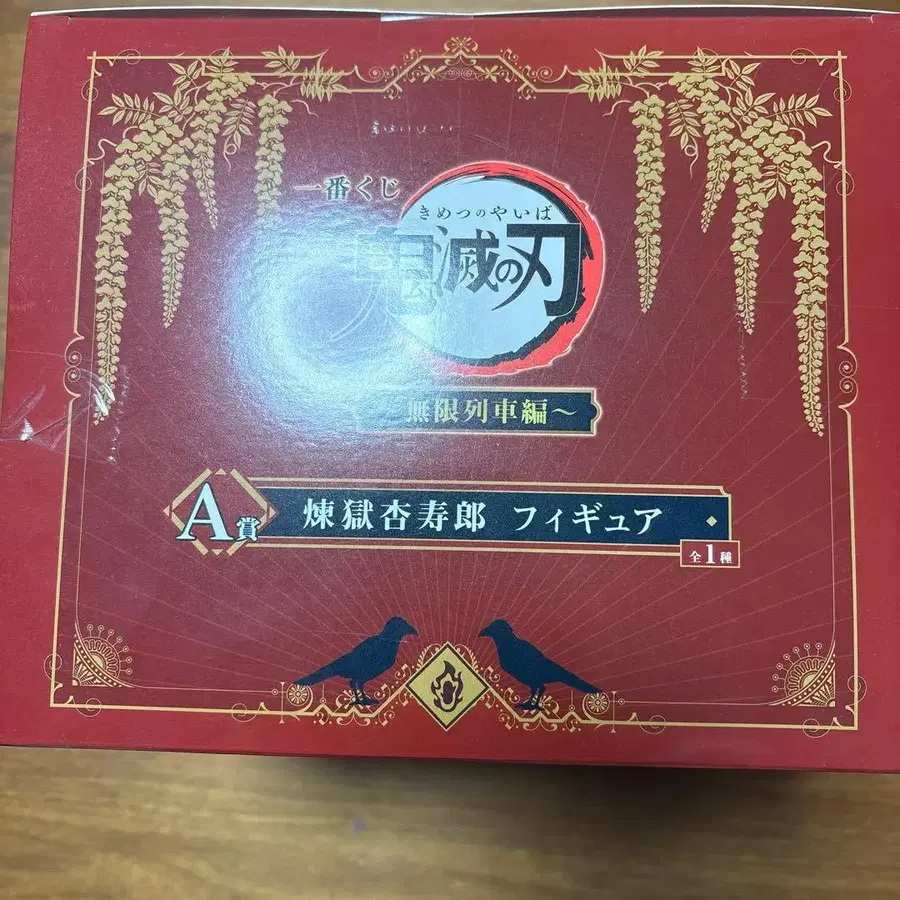 一番くじ
きめつのやいば
鬼滅の刃
無限列車編～
A賞
煉獄杏寿郎 フィギュア
全1種